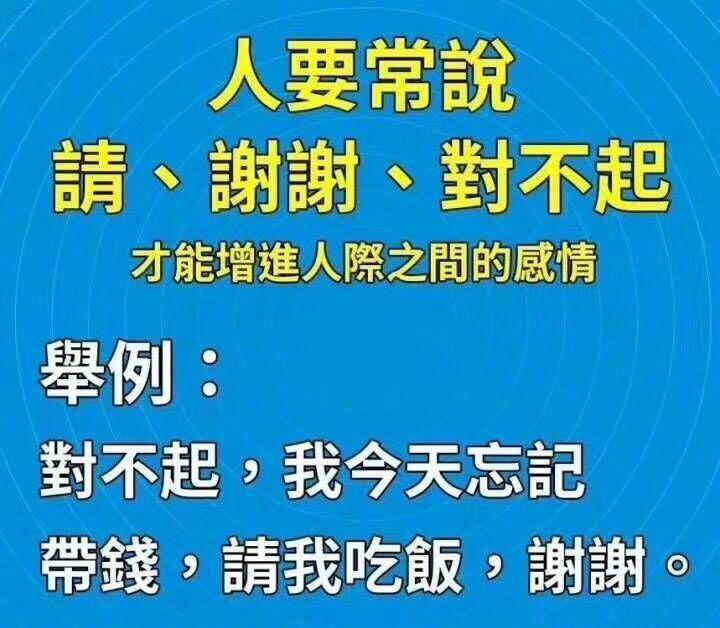 人要常說
請、謝謝、對不起
才能增進人際之間的感情
舉例：
對不起，我今天忘記
帶錢，請我吃飯，謝謝。